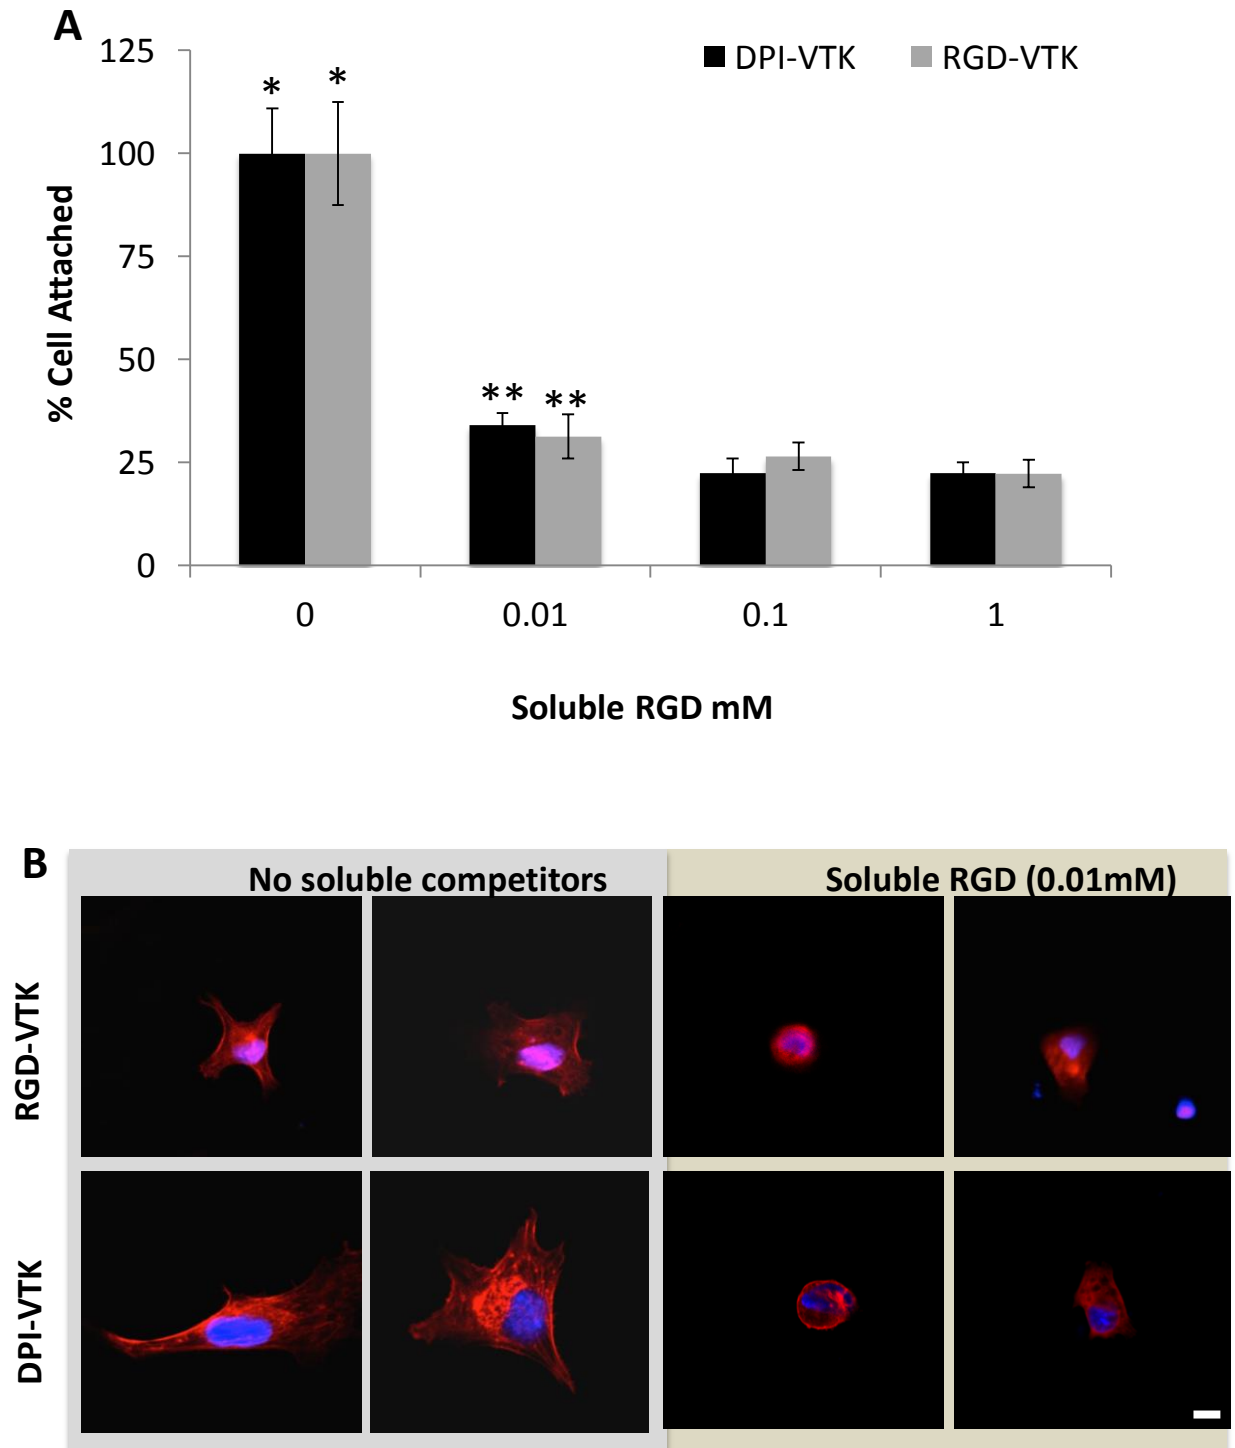 A
125
100
75
50
25
0
% Cell Attached
DPI-VTK
RGD-VTK
* *
** **
0 0.01 0.1 1
Soluble RGD mM
B
No soluble competitors
Soluble RGD (0.01mM)
RGD-VTK
DPI-VTK